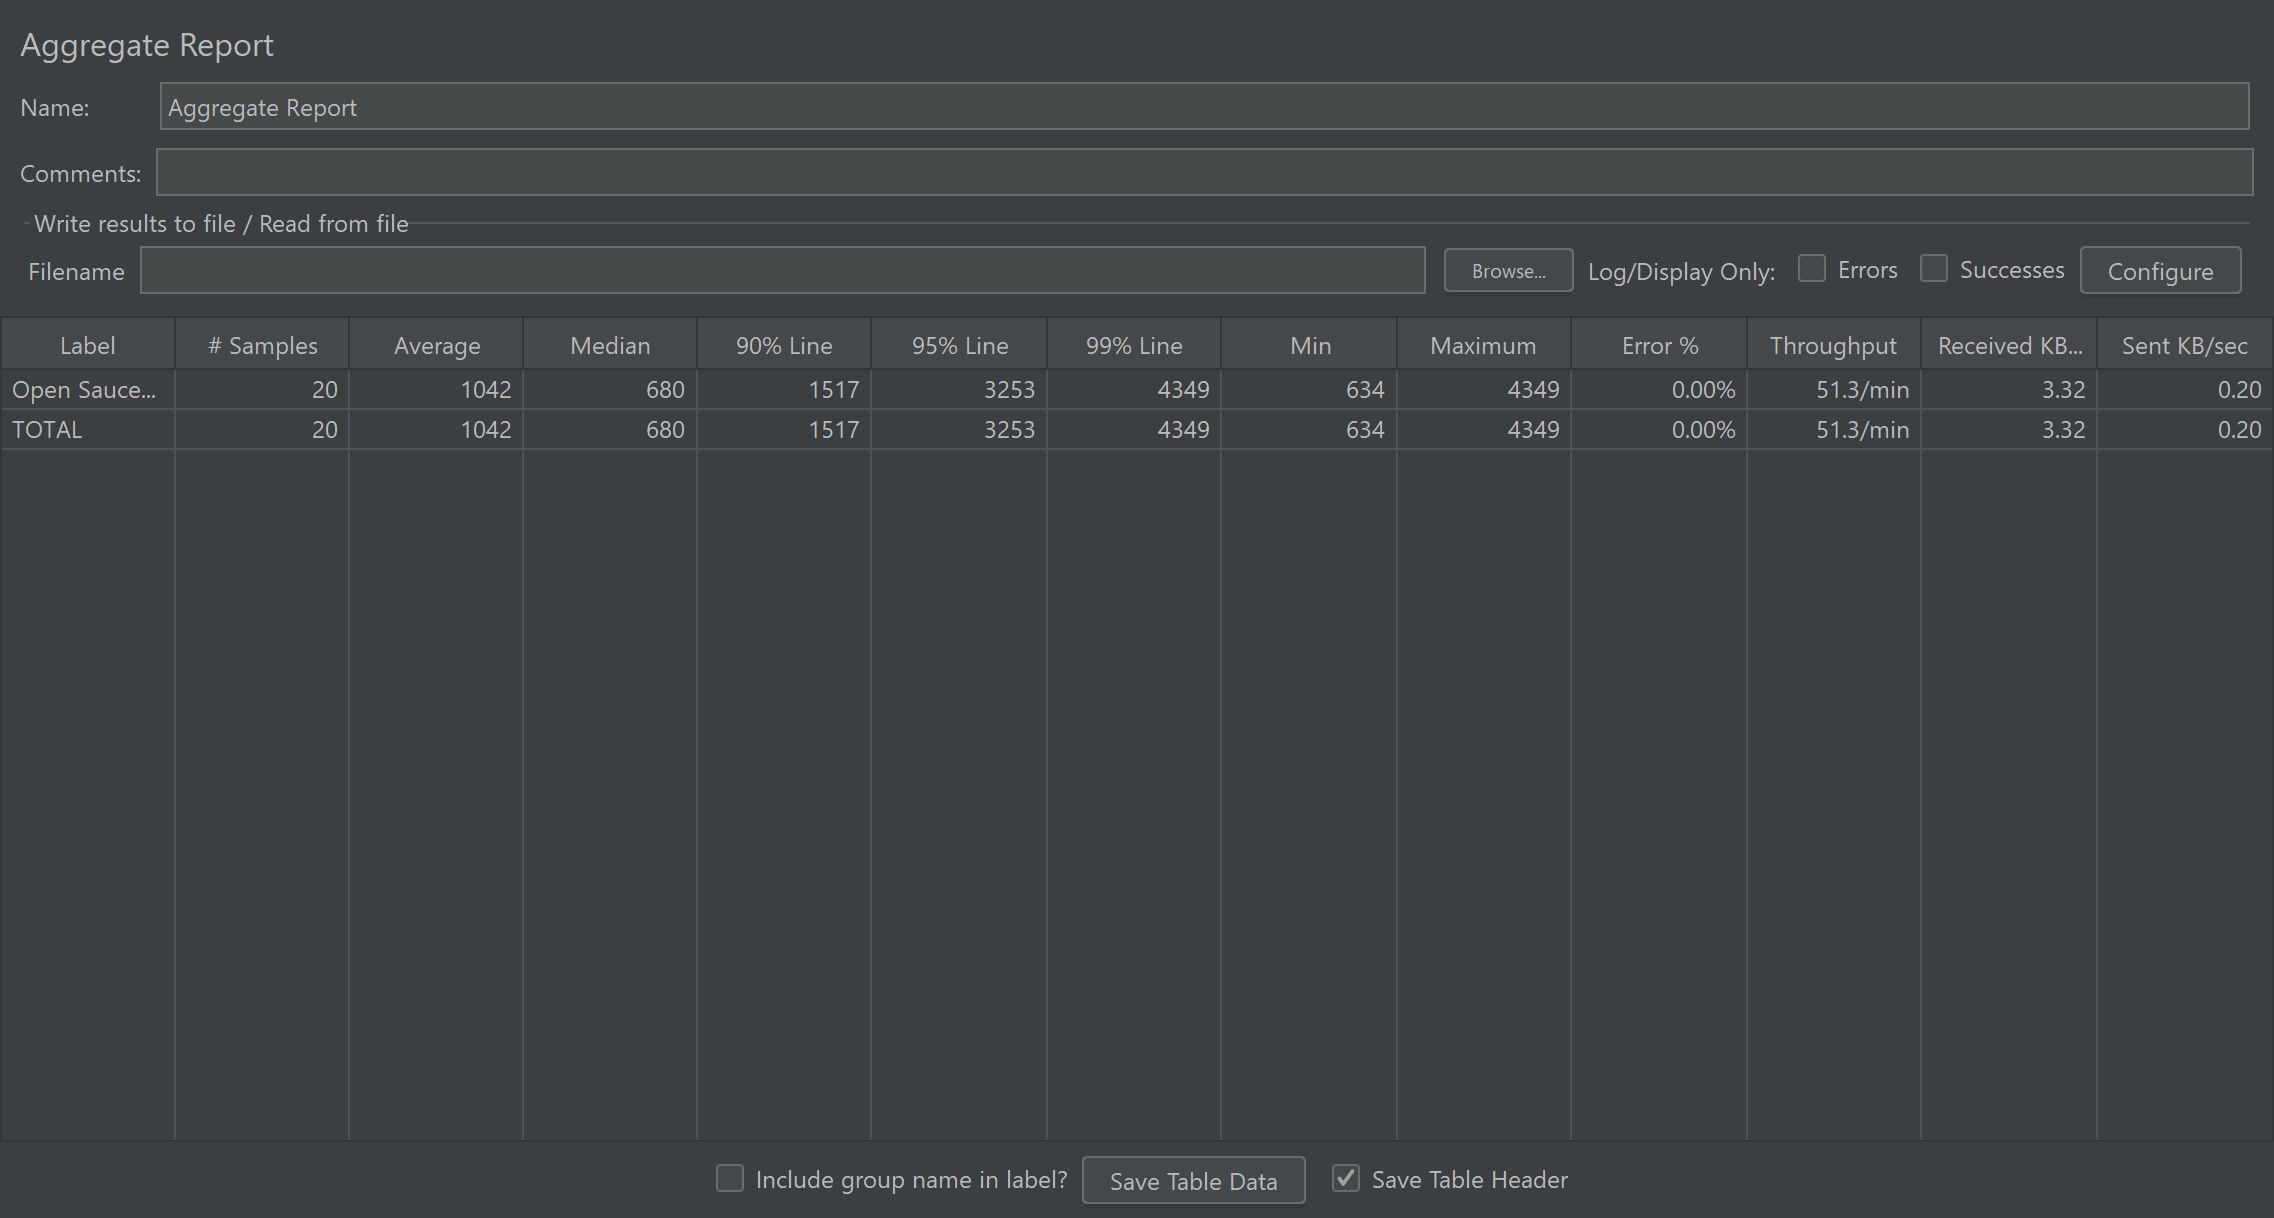 Aggregate Report
Name: Aggregate Report
Comments:
Write results to file / Read from file
Filename Browse... Log/Display Only: Errors Successes Configure
Label # Samples Average Median 90% Line 95% Line 99% Line Min Maximum Error % Throughput Received KB... Sent KB/sec
Open Sauce... 20 1042 680 1517 3253 4349 634 4349 0.00% 51.3/min 3.32 0.20
TOTAL 20 1042 680 1517 3253 4349 634 4349 0.00% 51.3/min 3.32 0.20
Include group name in label? Save Table Data Save Table Header